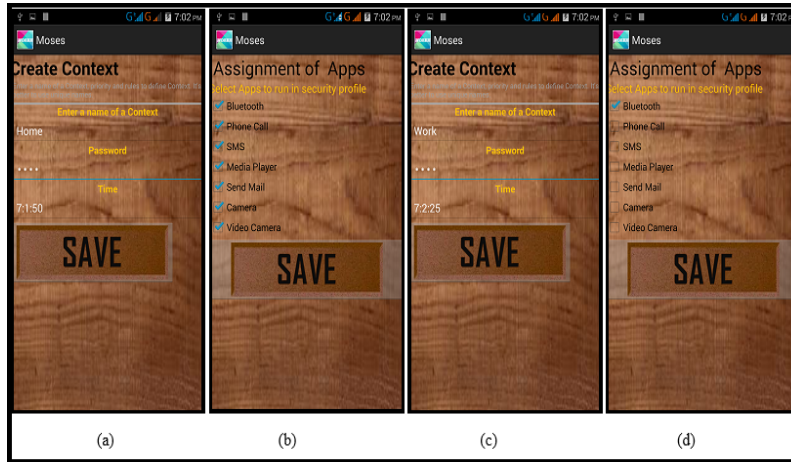 G G 7:02 PM
Moses
Create Context
Enter a name of a Context
Home
Password
Time
7:1:50
SAVE
(a)
G G 7:02 PM
Moses
Assignment of Apps
Select Apps to run in security profile
Bluetooth
Phone Call
SMS
Media Player
Send Mail
Camera
Video Camera
SAVE
(b)
G G 7:02 PM
Moses
Create Context
Enter a name of a Context
Work
Password
Time
7:2:25
SAVE
(c)
G G 7:02 PM
Moses
Assignment of Apps
Select Apps to run in security profile
Bluetooth
Phone Call
SMS
Media Player
Send Mail
Camera
Video Camera
SAVE
(d)